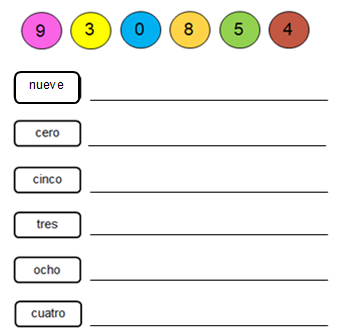 9 3 0 8 5 4
nueve
cero
cinco
tres
ocho
cuatro